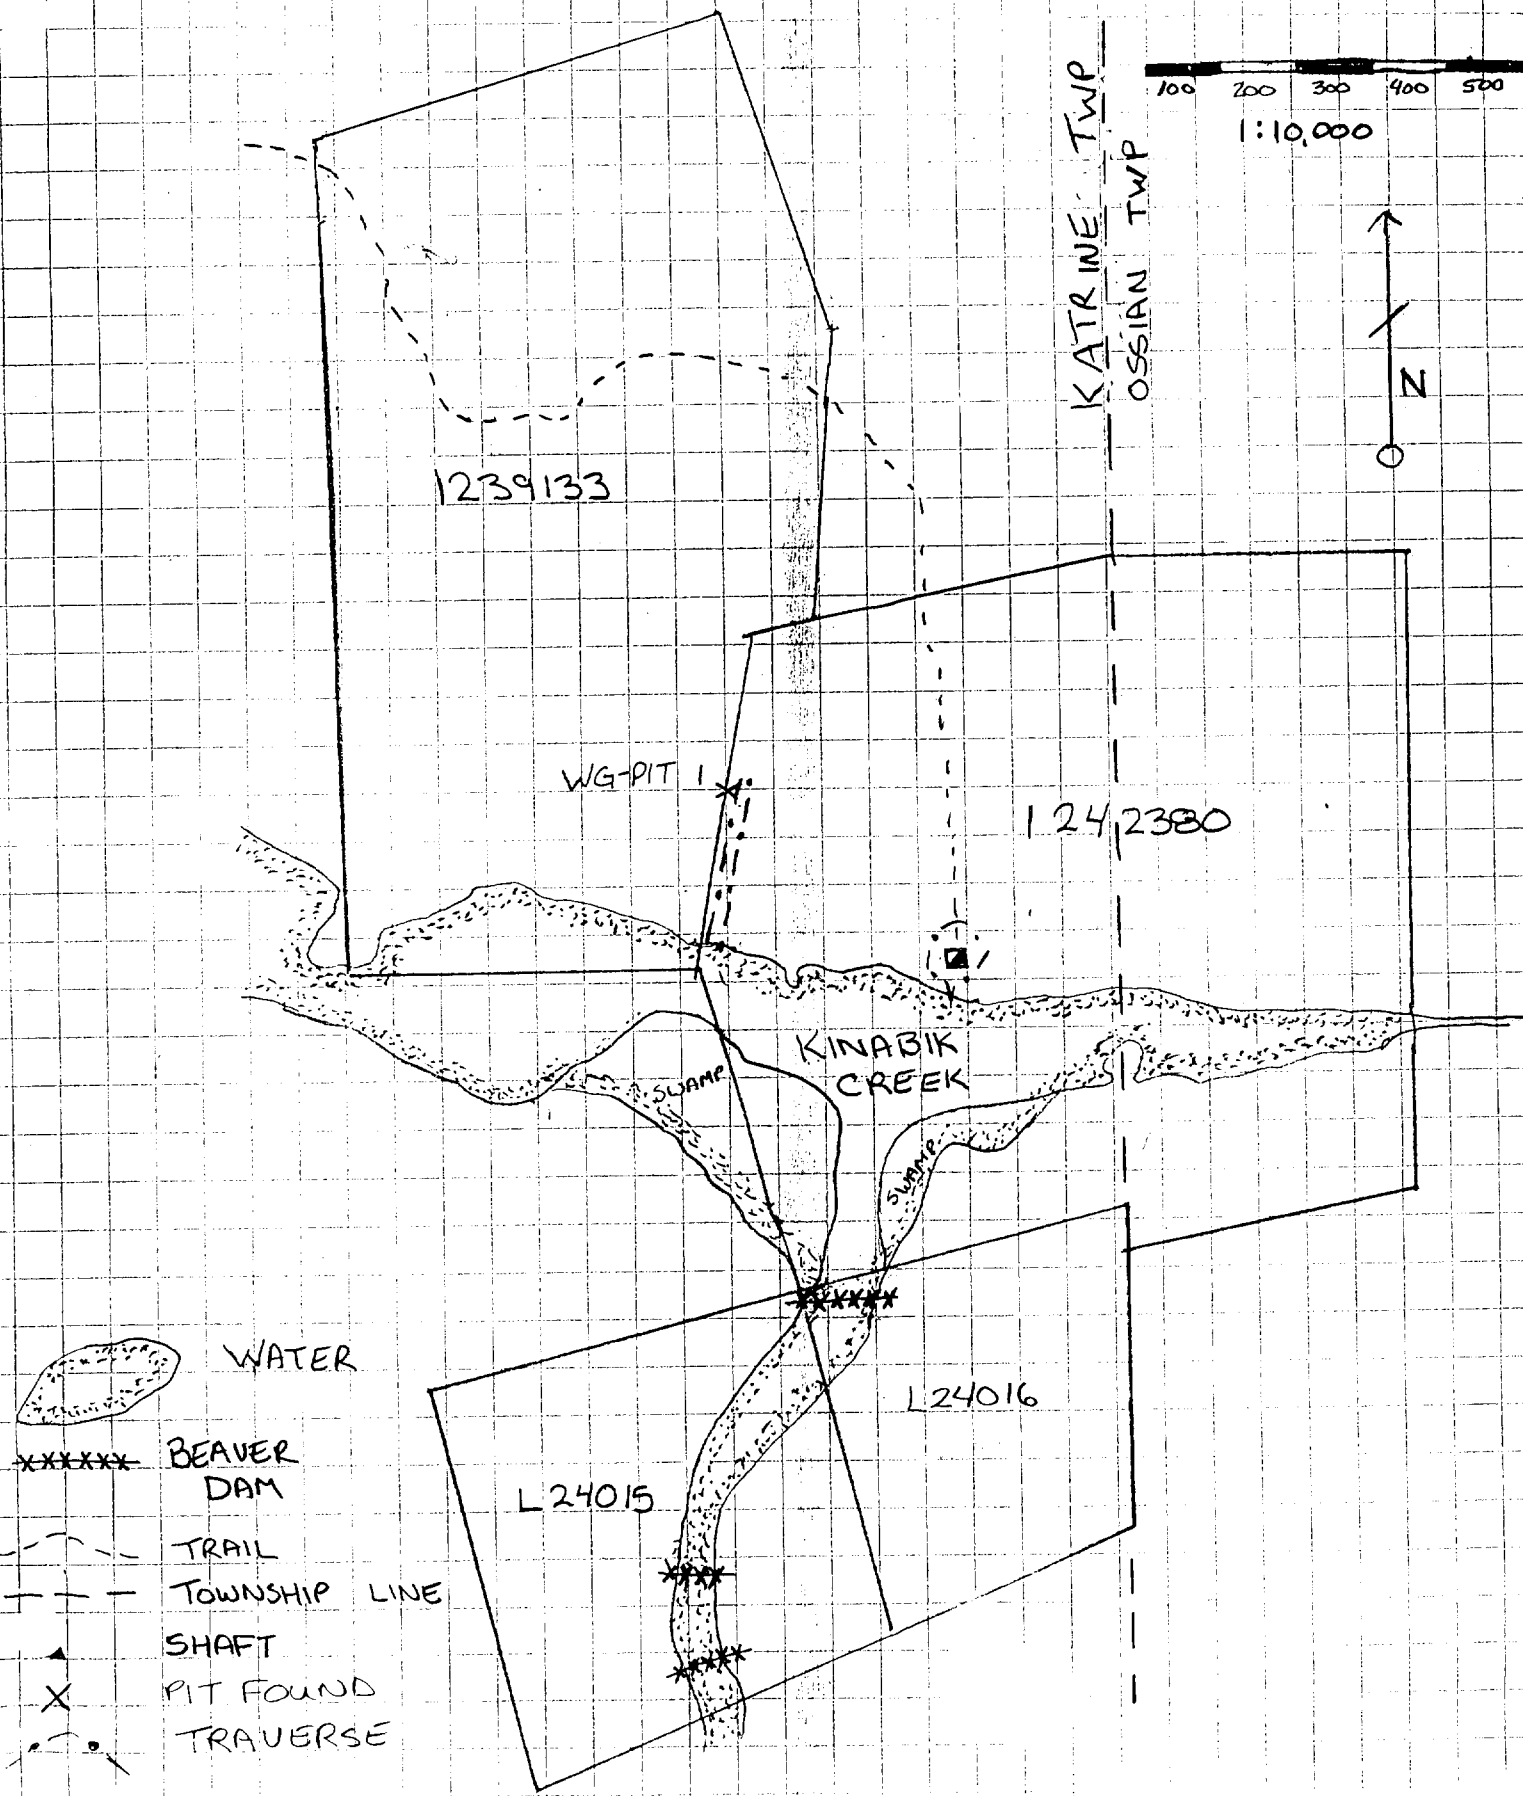 100 200 300 400 500
1:10,000
KATRINE TWP
OSSIAN TWP
N
1239133
WG-PIT 1
1242380
KINABIK
CREEK
SWAMP
SWAMP
L24016
L24015
WATER
BEAVER
DAM
TRAIL
TOWNSHIP LINE
SHAFT
PIT FOUND
TRAVERSE